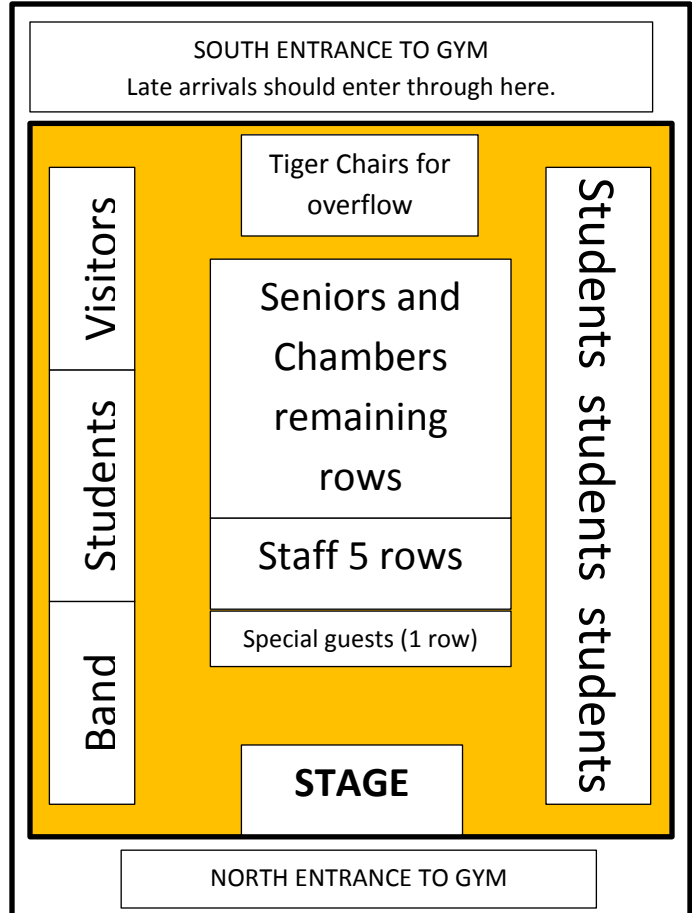 SOUTH ENTRANCE TO GYM
Late arrivals should enter through here.
Tiger Chairs for
overflow
Visitors
Students
Band
Seniors and
Chambers
remaining
rows
Staff 5 rows
Special guests (1 row)
Students students students
STAGE
NORTH ENTRANCE TO GYM